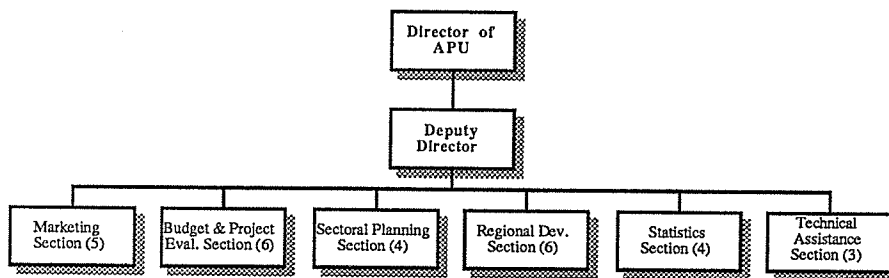 Director of
APU
Deputy
Director
Marketing
Section (5)
Budget & Project
Eval. Section (6)
Sectoral Planning
Section (4)
Regional Dev.
Section (6)
Statistics
Section (4)
Technical
Assistance
Section (3)